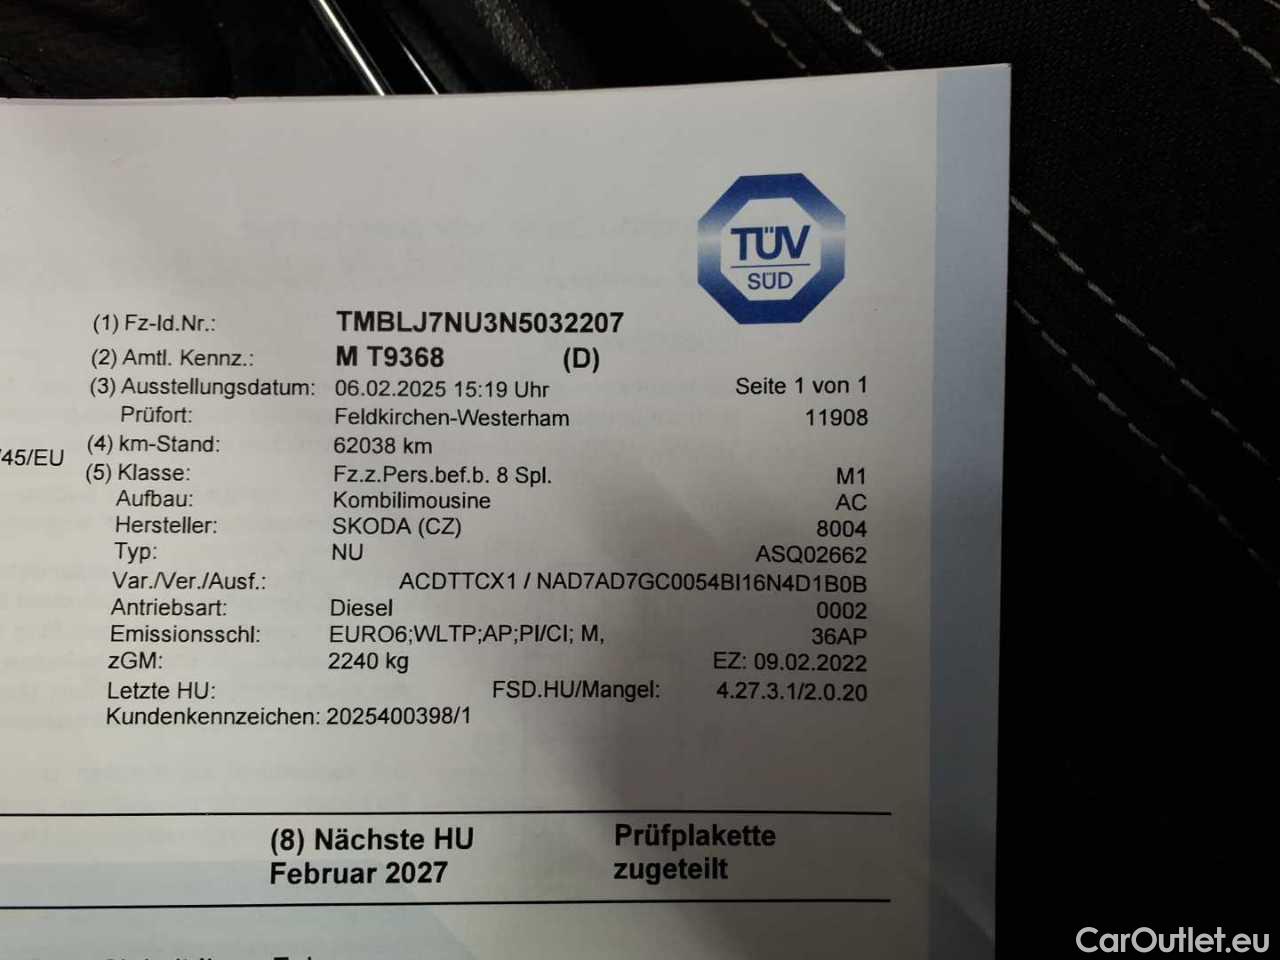 TÜV
SÜD
(1) Fz-Id.Nr.: TMBLJ7NU3N5032207
(2) Amtl. Kennz.: M T9368 (D)
(3) Ausstellungsdatum: 06.02.2025 15:19 Uhr Seite 1 von 1
Prüfort: Feldkirchen-Westerham 11908
/45/EU (4) km-Stand: 62038 km
(5) Klasse: Fz.z.Pers.bef.b. 8 Spl. M1
Aufbau: Kombilimousine AC
Hersteller: SKODA (CZ) 8004
Typ: NU ASQ02662
Var./Ver./Ausf.: ACDTTCX1 / NAD7AD7GC0054BI16N4D1B0B
Antriebsart: Diesel 0002
Emissionsschl: EURO6;WLTP;AP;PI/CI; M, 36AP
zGM: 2240 kg EZ: 09.02.2022
Letzte HU: FSD.HU/Mangel: 4.27.3.1/2.0.20
Kundenkennzeichen: 2025400398/1
(8) Nächste HU Prüfplakette
Februar 2027 zugeteilt
CarOutlet.eu